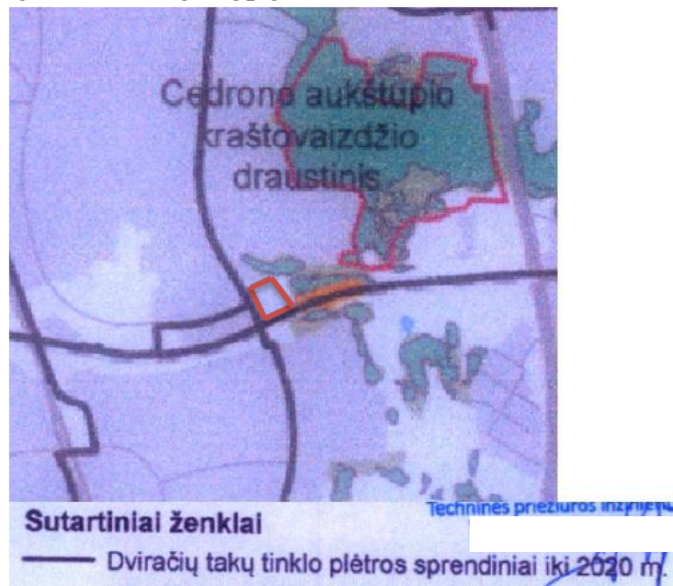 Cedrono aukštupio
kraštovaizdžio
draustinis
Sutartiniai ženklai
Techninės priežiūros
Dviračių takų tinklo plėtros sprendiniai iki 2020 m.